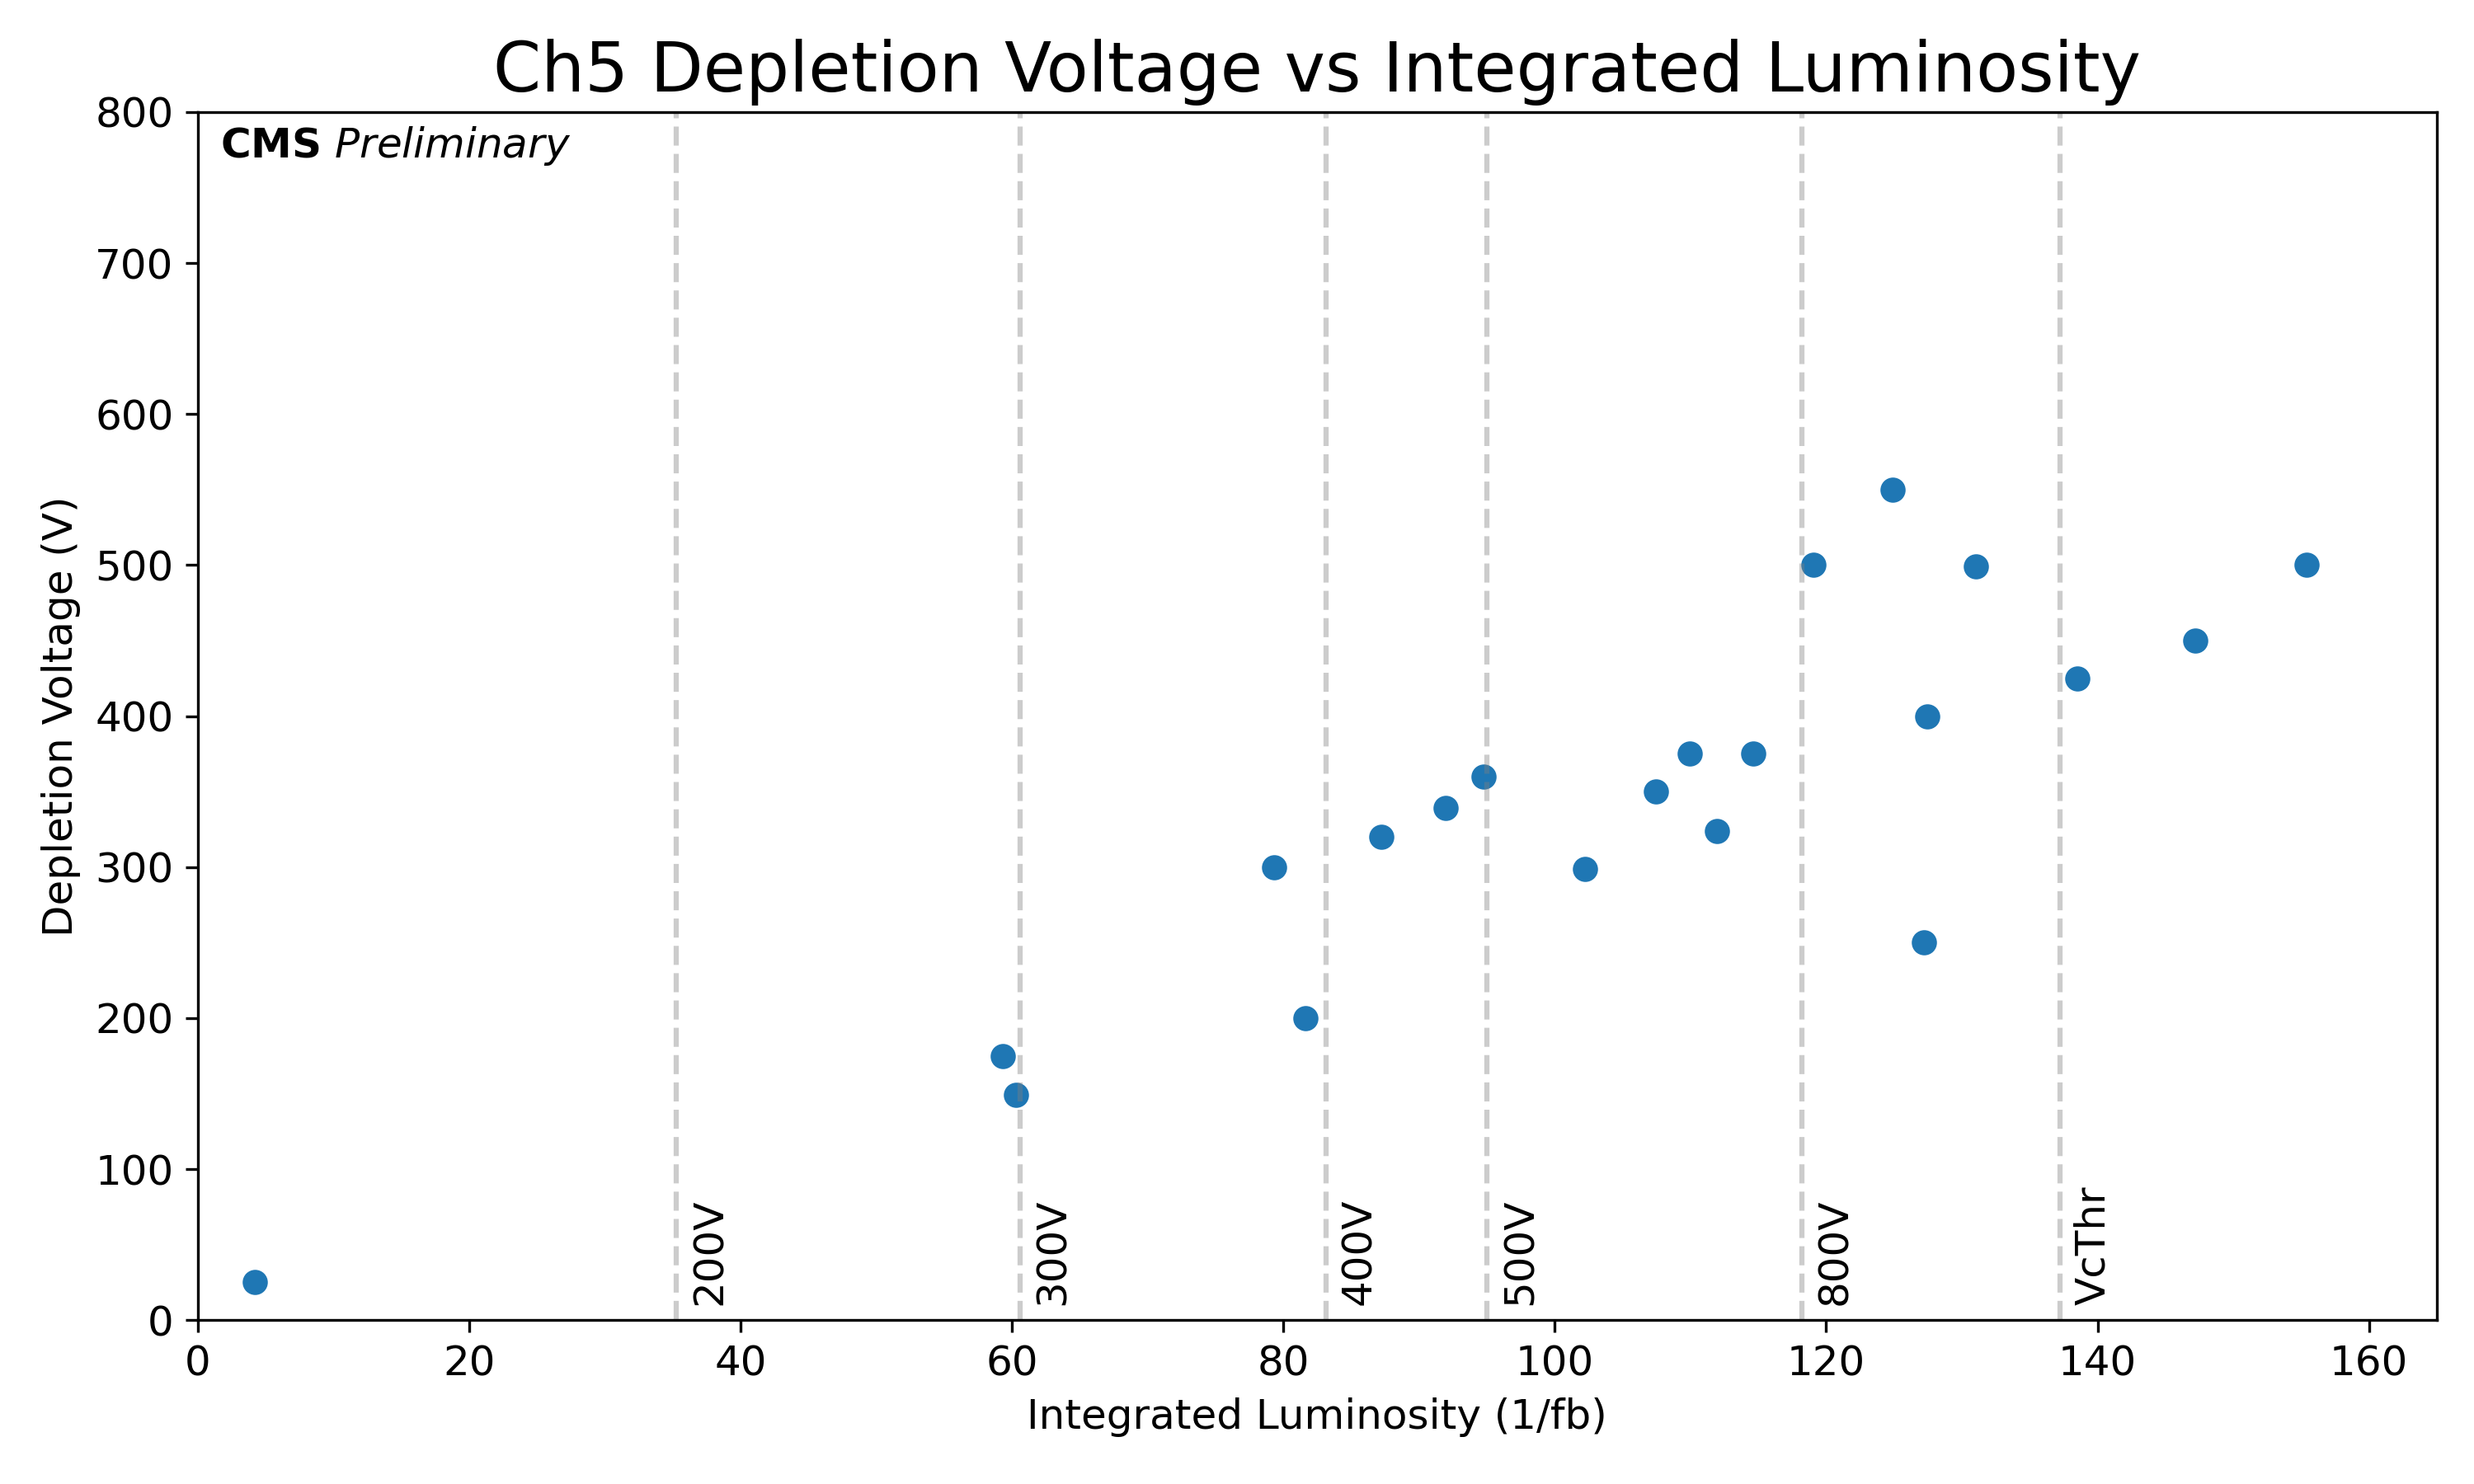 Ch5 Depletion Voltage vs Integrated Luminosity
CMS Preliminary
Depletion Voltage (V)
800
700
600
500
400
300
200
100
0
200V
300V
400V
500V
800V
VcThr
0 20 40 60 80 100 120 140 160
Integrated Luminosity (1/fb)